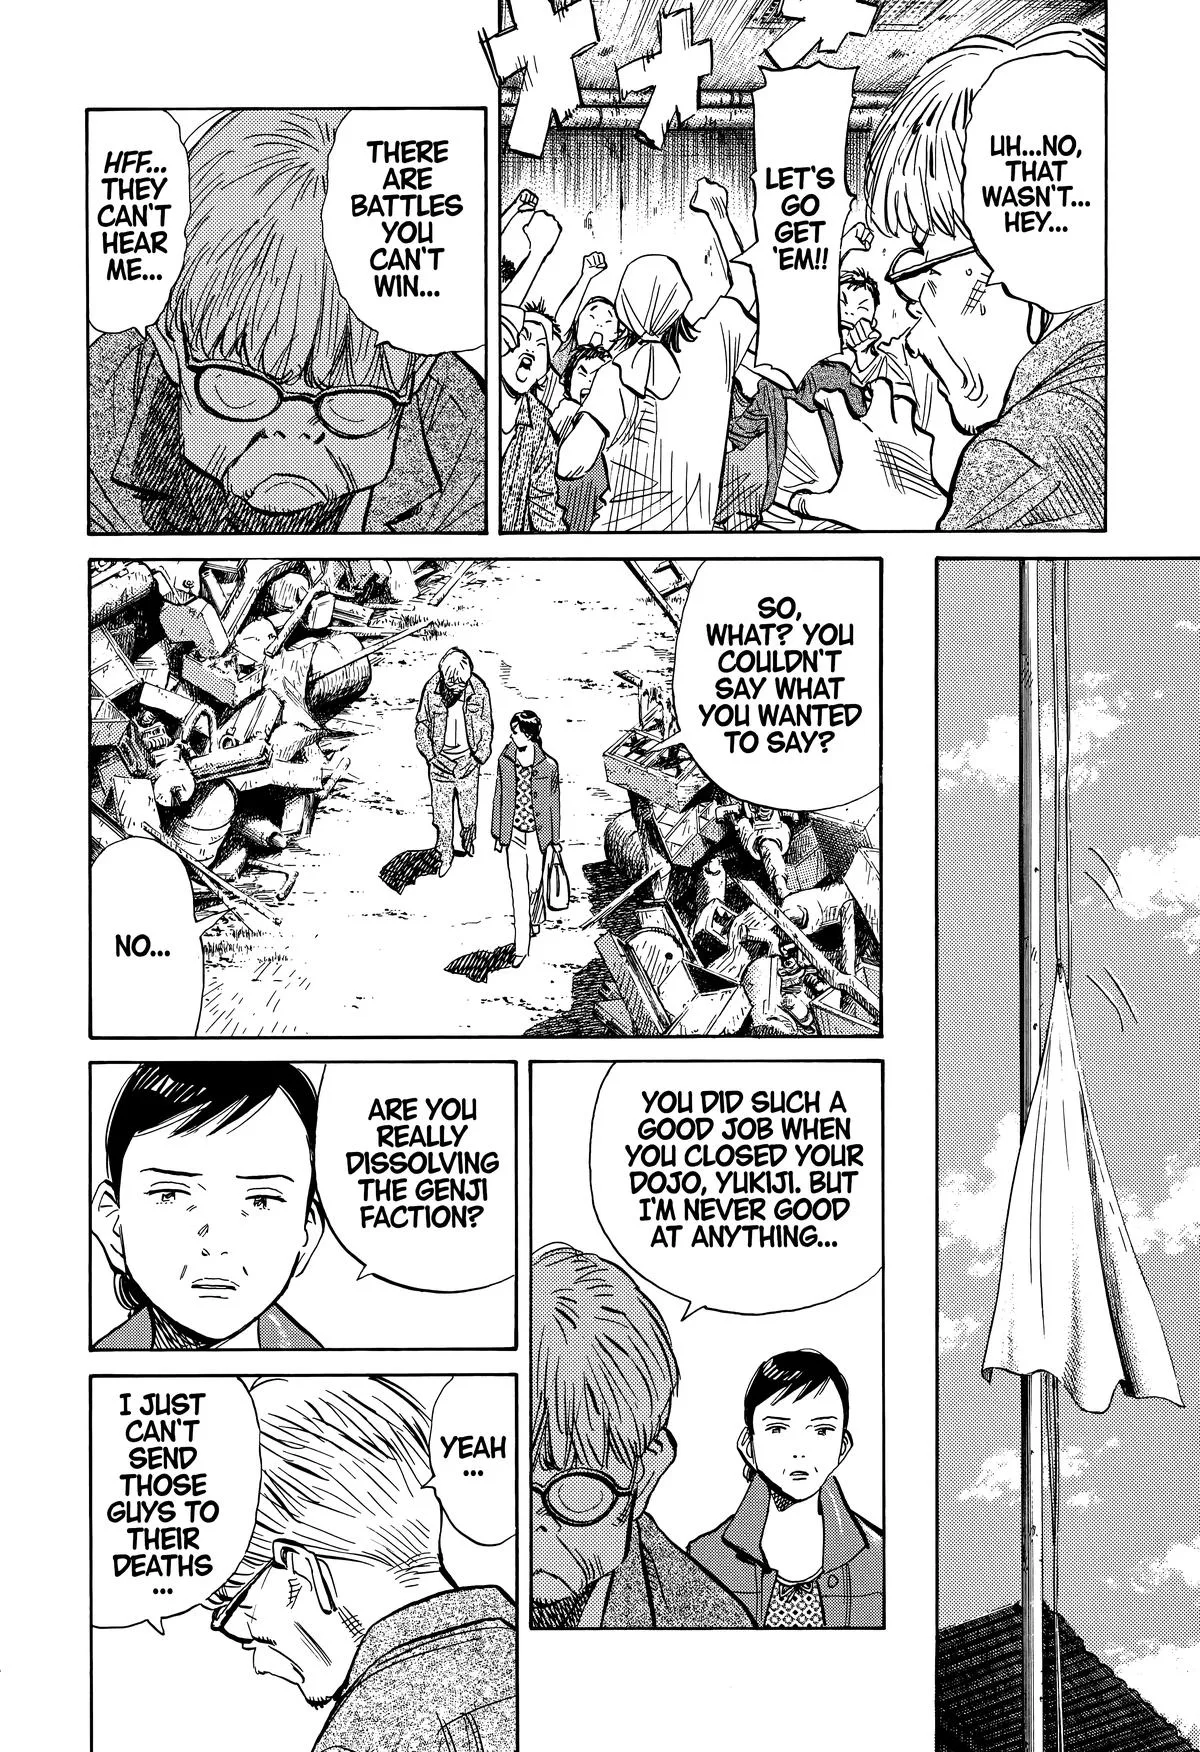 UH...NO,
THAT
WASN'T...
HEY...
LET'S
GO
GET
'EM!!
オオオ
THERE
ARE
BATTLES
YOU
CAN'T
WIN...
HFF...
THEY
CAN'T
HEAR
ME...
SO,
WHAT? YOU
COULDN'T
SAY WHAT
YOU WANTED
TO SAY?
NO...
YOU DID SUCH A
GOOD JOB WHEN
YOU CLOSED YOUR
DOJO, YUKIJI. BUT
I'M NEVER GOOD
AT ANYTHING...
ARE YOU
REALLY
DISSOLVING
THE GENJI
FACTION?
YEAH
...
I JUST
CAN'T
SEND
THOSE
GUYS TO
THEIR
DEATHS
...